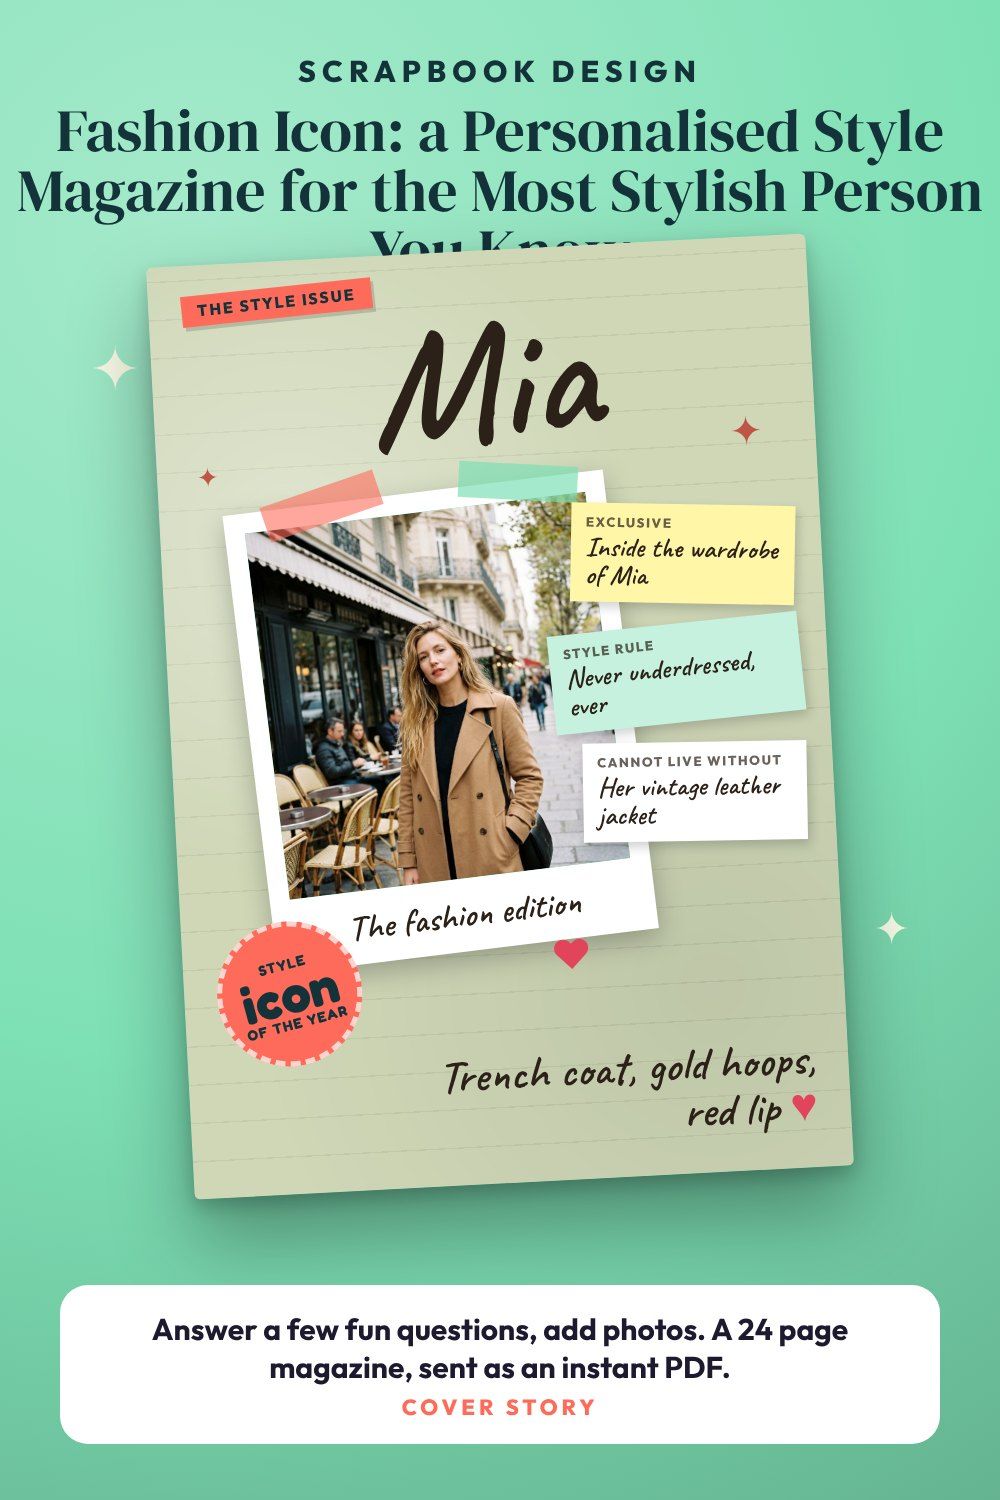 SCRAPBOOK DESIGN
Fashion Icon: a Personalised Style
Magazine for the Most Stylish Person
You Know
THE STYLE ISSUE
Mia
EXCLUSIVE
Inside the wardrobe
of Mia
STYLE RULE
Never underdressed,
ever
CANNOT LIVE WITHOUT
Her vintage leather
jacket
The fashion edition
STYLE
icon
OF THE YEAR
Trench coat, gold hoops,
red lip ♥
Answer a few fun questions, add photos. A 24 page
magazine, sent as an instant PDF.
COVER STORY